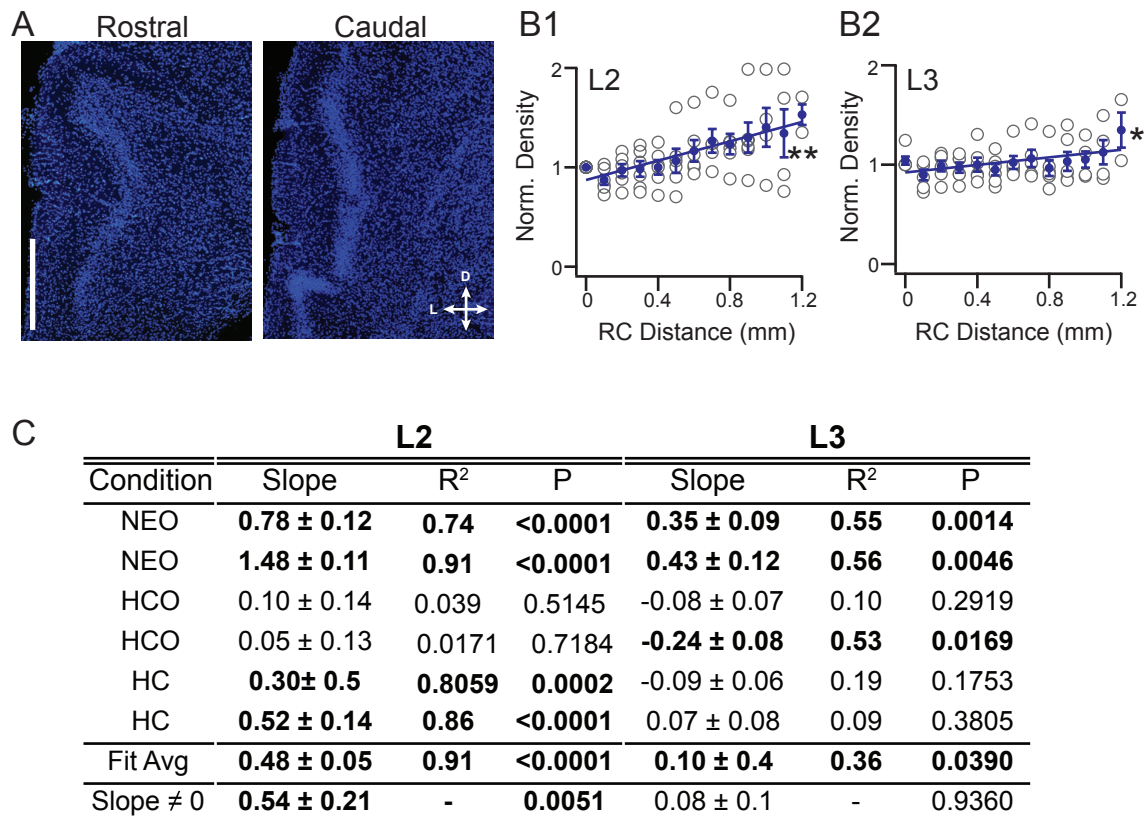 A Rostral Caudal
D
L
B1
L2
Norm. Density
2
1
0
**
0 0.4 0.8 1.2
RC Distance (mm)
B2
L3
Norm. Density
2
1
0
*
0 0.4 0.8 1.2
RC Distance (mm)
C
L2 L3
Condition Slope R² P Slope R² P
NEO 0.78 ± 0.12 0.74 <0.0001 0.35 ± 0.09 0.55 0.0014
NEO 1.48 ± 0.11 0.91 <0.0001 0.43 ± 0.12 0.56 0.0046
HCO 0.10 ± 0.14 0.039 0.5145 -0.08 ± 0.07 0.10 0.2919
HCO 0.05 ± 0.13 0.0171 0.7184 -0.24 ± 0.08 0.53 0.0169
HC 0.30± 0.5 0.8059 0.0002 -0.09 ± 0.06 0.19 0.1753
HC 0.52 ± 0.14 0.86 <0.0001 0.07 ± 0.08 0.09 0.3805
Fit Avg 0.48 ± 0.05 0.91 <0.0001 0.10 ± 0.4 0.36 0.0390
Slope ≠ 0 0.54 ± 0.21 - 0.0051 0.08 ± 0.1 - 0.9360